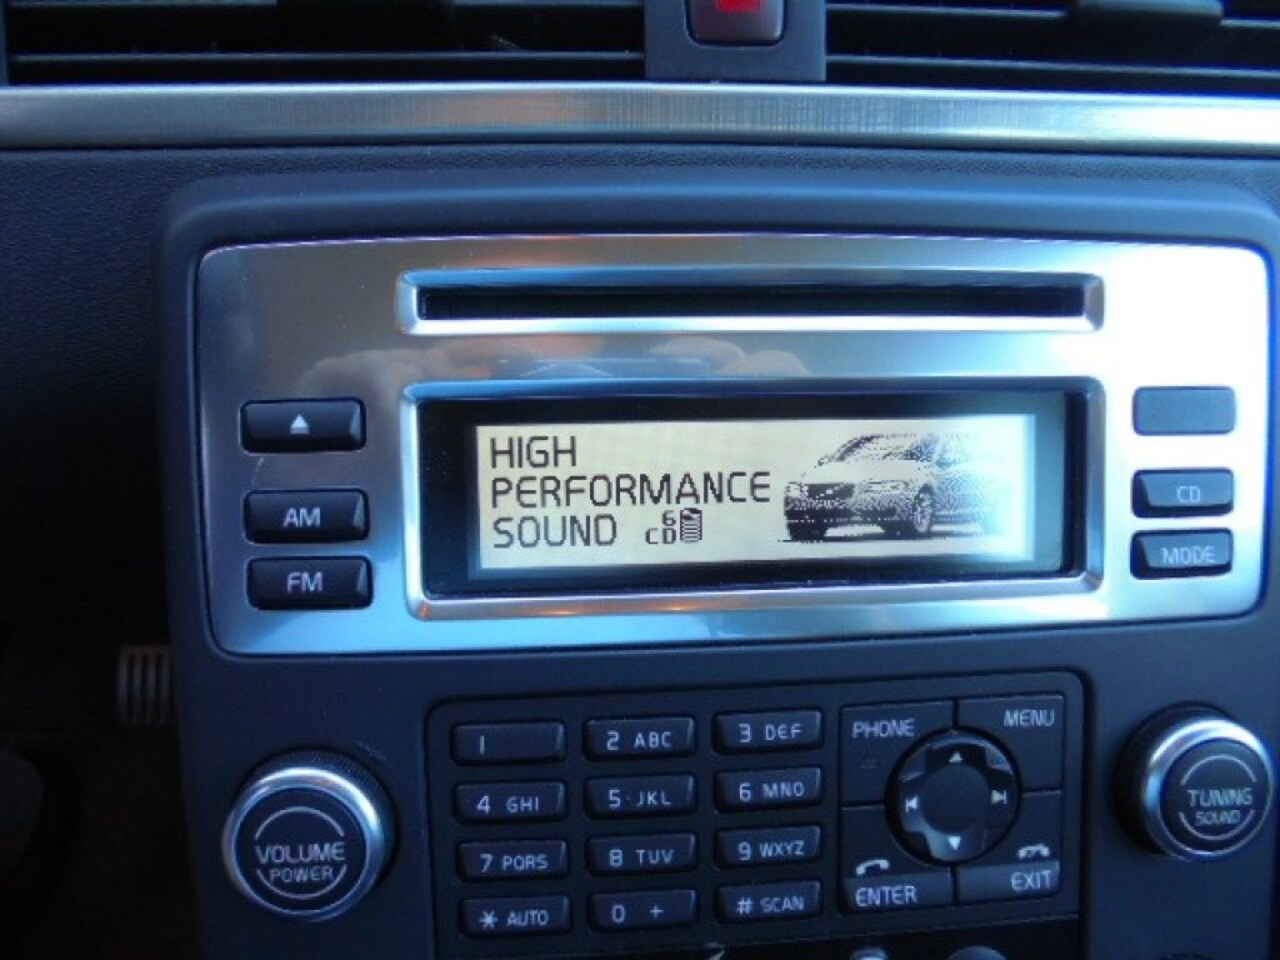 HIGH
PERFORMANCE
SOUND 6 CD
AM
FM
CD
MODE
1
2 ABC
3 DEF
4 GHI
5 JKL
6 MNO
7 PQRS
8 TUV
9 WXYZ
* AUTO
0 +
# SCAN
PHONE
MENU
ENTER
EXIT
VOLUME
POWER
TUNING
SOUND